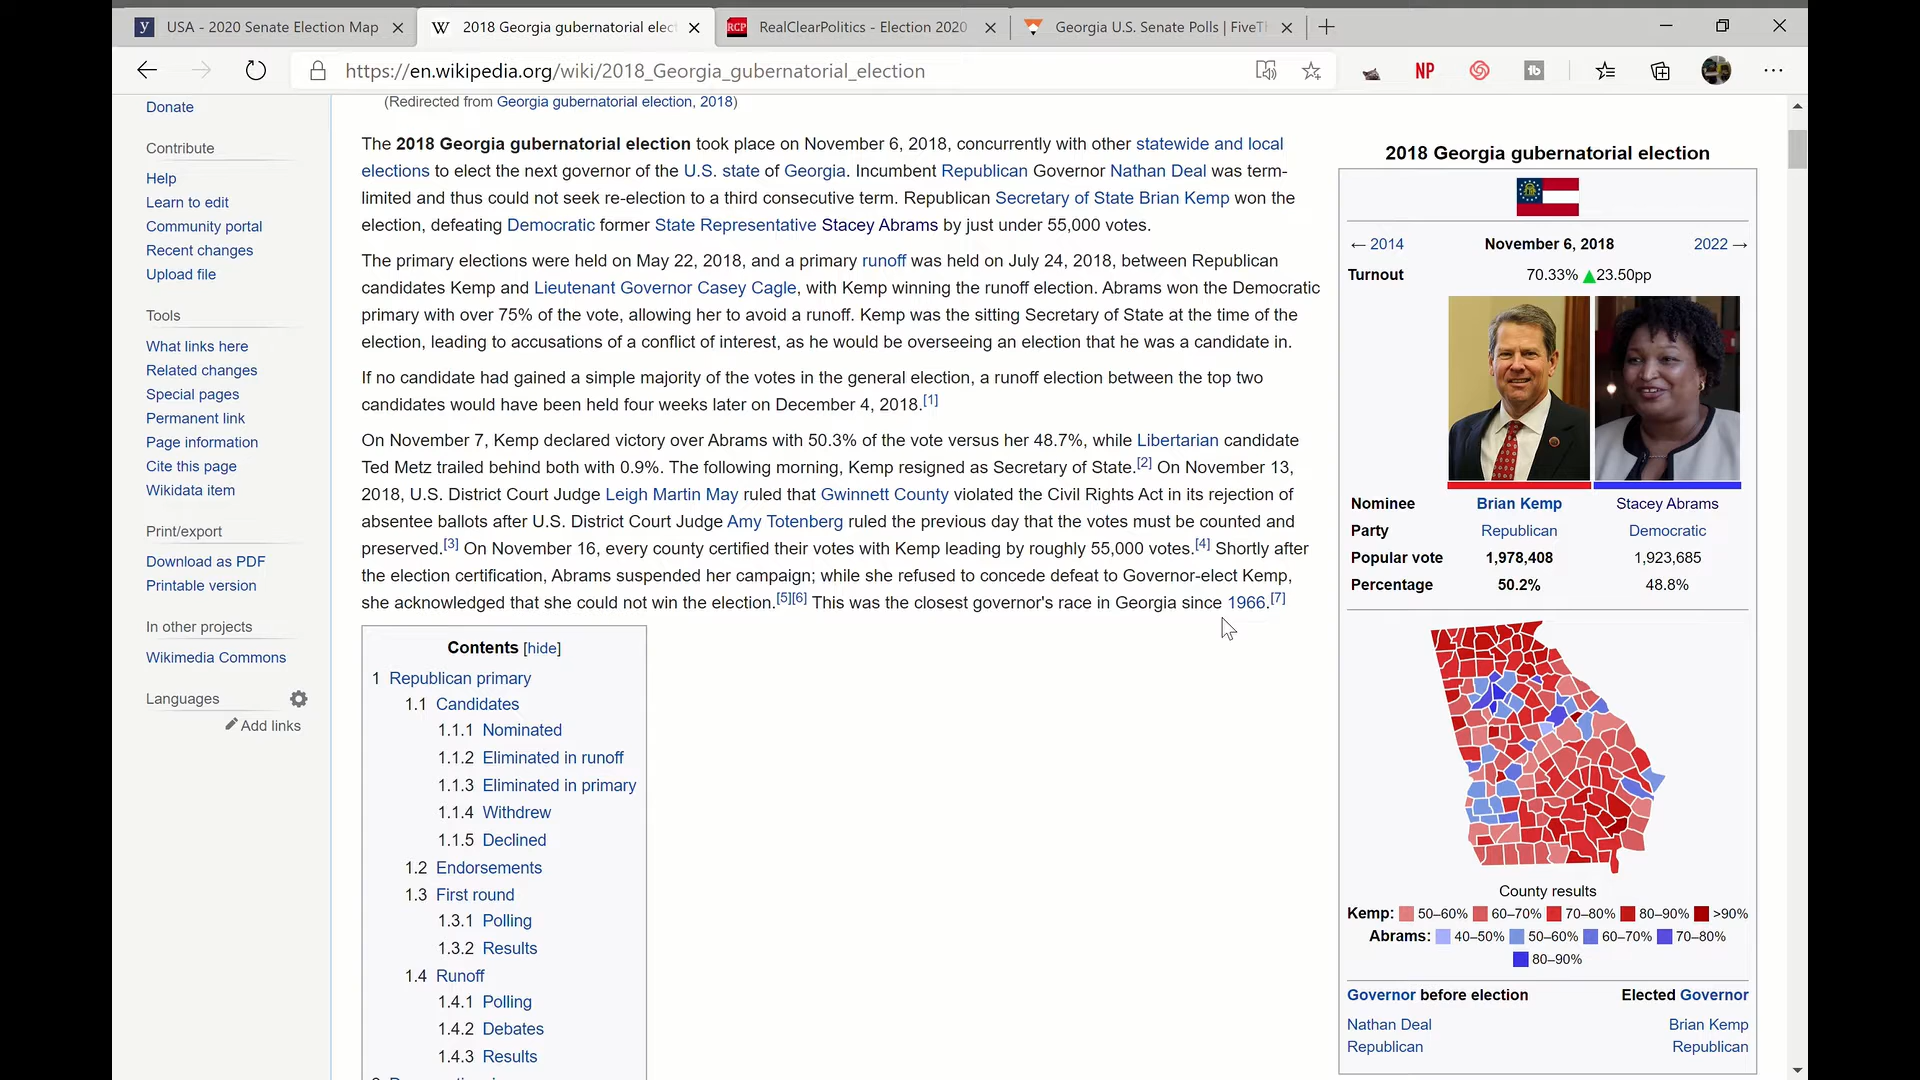 USA - 2020 Senate Election Map
2018 Georgia gubernatorial elect
RealClearPolitics - Election 2020
Georgia U.S. Senate Polls | FiveTh
https://en.wikipedia.org/wiki/2018_Georgia_gubernatorial_election
NP
Donate
Contribute
Help
Learn to edit
Community portal
Recent changes
Upload file
Tools
What links here
Related changes
Special pages
Permanent link
Page information
Cite this page
Wikidata item
Print/export
Download as PDF
Printable version
In other projects
Wikimedia Commons
Languages
Add links
(Redirected from Georgia gubernatorial election, 2018)
The 2018 Georgia gubernatorial election took place on November 6, 2018, concurrently with other statewide and local
elections to elect the next governor of the U.S. state of Georgia. Incumbent Republican Governor Nathan Deal was term-
limited and thus could not seek re-election to a third consecutive term. Republican Secretary of State Brian Kemp won the
election, defeating Democratic former State Representative Stacey Abrams by just under 55,000 votes.
The primary elections were held on May 22, 2018, and a primary runoff was held on July 24, 2018, between Republican
candidates Kemp and Lieutenant Governor Casey Cagle, with Kemp winning the runoff election. Abrams won the Democratic
primary with over 75% of the vote, allowing her to avoid a runoff. Kemp was the sitting Secretary of State at the time of the
election, leading to accusations of a conflict of interest, as he would be overseeing an election that he was a candidate in.
If no candidate had gained a simple majority of the votes in the general election, a runoff election between the top two
candidates would have been held four weeks later on December 4, 2018.[1]
On November 7, Kemp declared victory over Abrams with 50.3% of the vote versus her 48.7%, while Libertarian candidate
Ted Metz trailed behind both with 0.9%. The following morning, Kemp resigned as Secretary of State.[2] On November 13,
2018, U.S. District Court Judge Leigh Martin May ruled that Gwinnett County violated the Civil Rights Act in its rejection of
absentee ballots after U.S. District Court Judge Amy Totenberg ruled the previous day that the votes must be counted and
preserved.[3] On November 16, every county certified their votes with Kemp leading by roughly 55,000 votes.[4] Shortly after
the election certification, Abrams suspended her campaign; while she refused to concede defeat to Governor-elect Kemp,
she acknowledged that she could not win the election.[5][6] This was the closest governor's race in Georgia since 1966.[7]
Contents [hide]
1 Republican primary
1.1 Candidates
1.1.1 Nominated
1.1.2 Eliminated in runoff
1.1.3 Eliminated in primary
1.1.4 Withdrew
1.1.5 Declined
1.2 Endorsements
1.3 First round
1.3.1 Polling
1.3.2 Results
1.4 Runoff
1.4.1 Polling
1.4.2 Debates
1.4.3 Results
2018 Georgia gubernatorial election
← 2014 November 6, 2018 2022 →
Turnout 70.33% ▲23.50pp
Nominee Brian Kemp Stacey Abrams
Party Republican Democratic
Popular vote 1,978,408 1,923,685
Percentage 50.2% 48.8%
County results
Kemp: 50–60% 60–70% 70–80% 80–90% >90%
Abrams: 40–50% 50–60% 60–70% 70–80%
80–90%
Governor before election Elected Governor
Nathan Deal Brian Kemp
Republican Republican